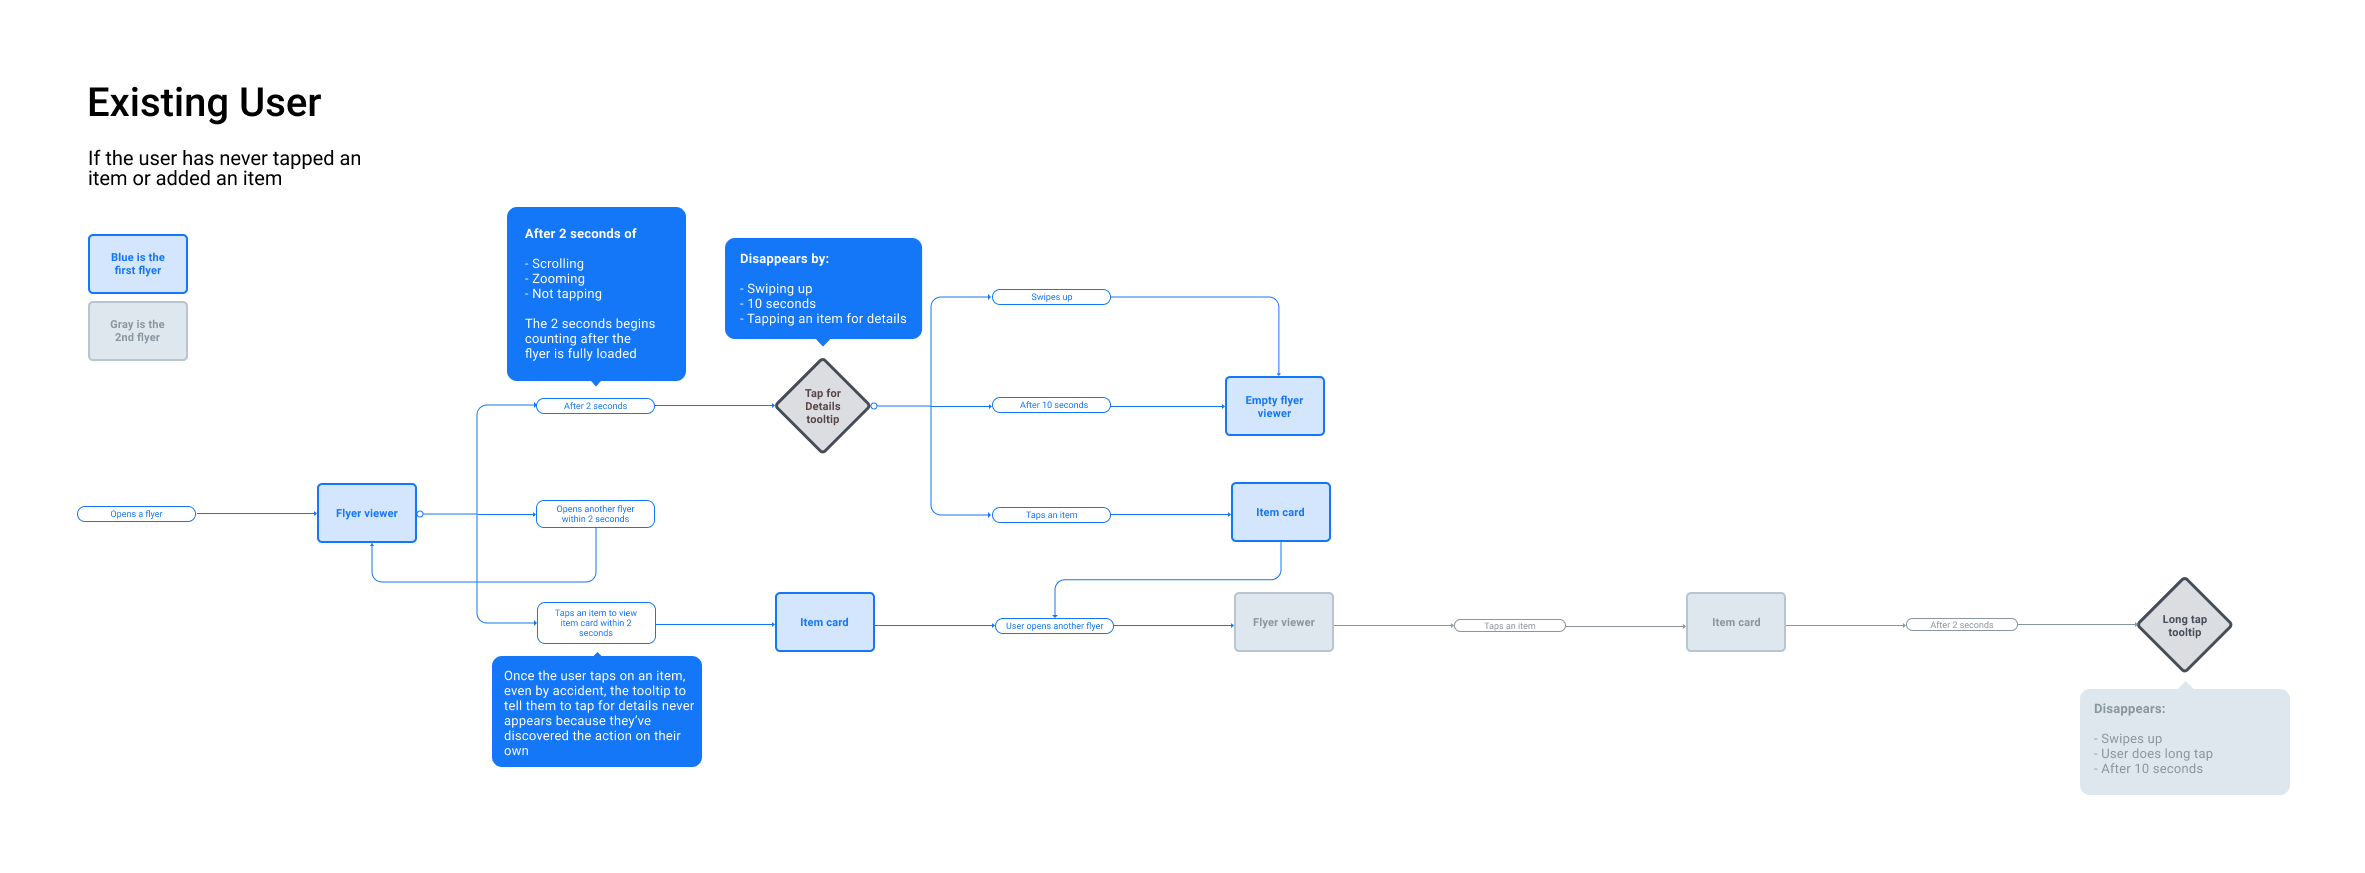 Existing User
If the user has never tapped an
item or added an item
Blue is the
first flyer
Gray is the
2nd flyer
After 2 seconds of
- Scrolling
- Zooming
- Not tapping
The 2 seconds begins
counting after the
flyer is fully loaded
Disappears by:
- Swiping up
- 10 seconds
- Tapping an item for details
Swipes up
After 2 seconds
Tap for
Details
tooltip
After 10 seconds
Empty flyer
viewer
Opens a flyer
Flyer viewer
Opens another flyer
within 2 seconds
Taps an item
Item card
Taps an item to view
item card within 2
seconds
Item card
User opens another flyer
Flyer viewer
Taps an item
Item card
After 2 seconds
Long tap
tooltip
Once the user taps on an item,
even by accident, the tooltip to
tell them to tap for details never
appears because they've
discovered the action on their
own
Disappears:
- Swipes up
- User does long tap
- After 10 seconds